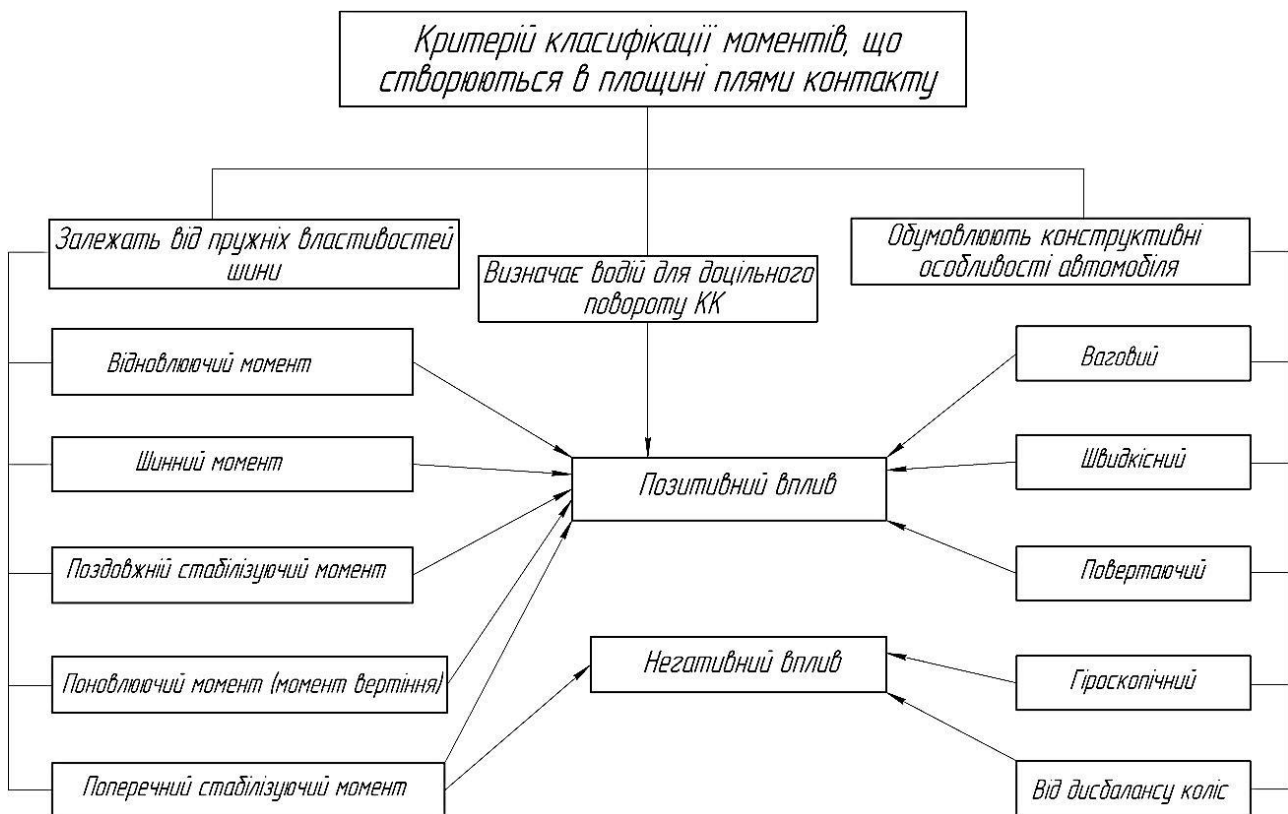 Критерій класифікації моментів, що
створюються в площині плями контакту
Залежать від пружніх властивостей
шини
Визначає водій для доцільного
повороту КК
Обумовлюють конструктивні
особливості автомобіля
Відновлюючий момент
Шинний момент
Поздовжній стабілізуючий момент
Поновлюючий момент (момент вертіння)
Поперечний стабілізуючий момент
Позитивний вплив
Негативний вплив
Ваговий
Швидкісний
Повертаючий
Гіроскопічний
Від дисбалансу коліс